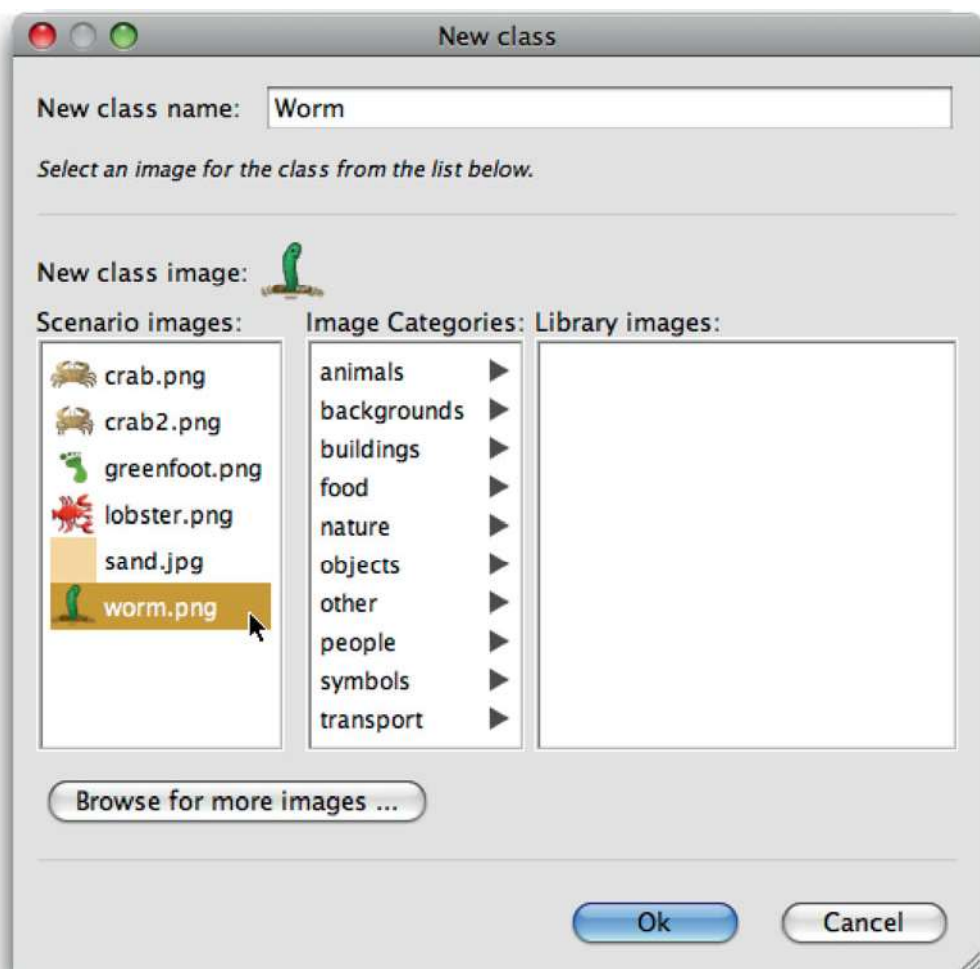 New class
New class name: Worm
Select an image for the class from the list below.
New class image:
Scenario images:
crab.png
crab2.png
greenfoot.png
lobster.png
sand.jpg
worm.png
Image Categories:
animals
backgrounds
buildings
food
nature
objects
other
people
symbols
transport
Library images:
Browse for more images ...
Ok
Cancel